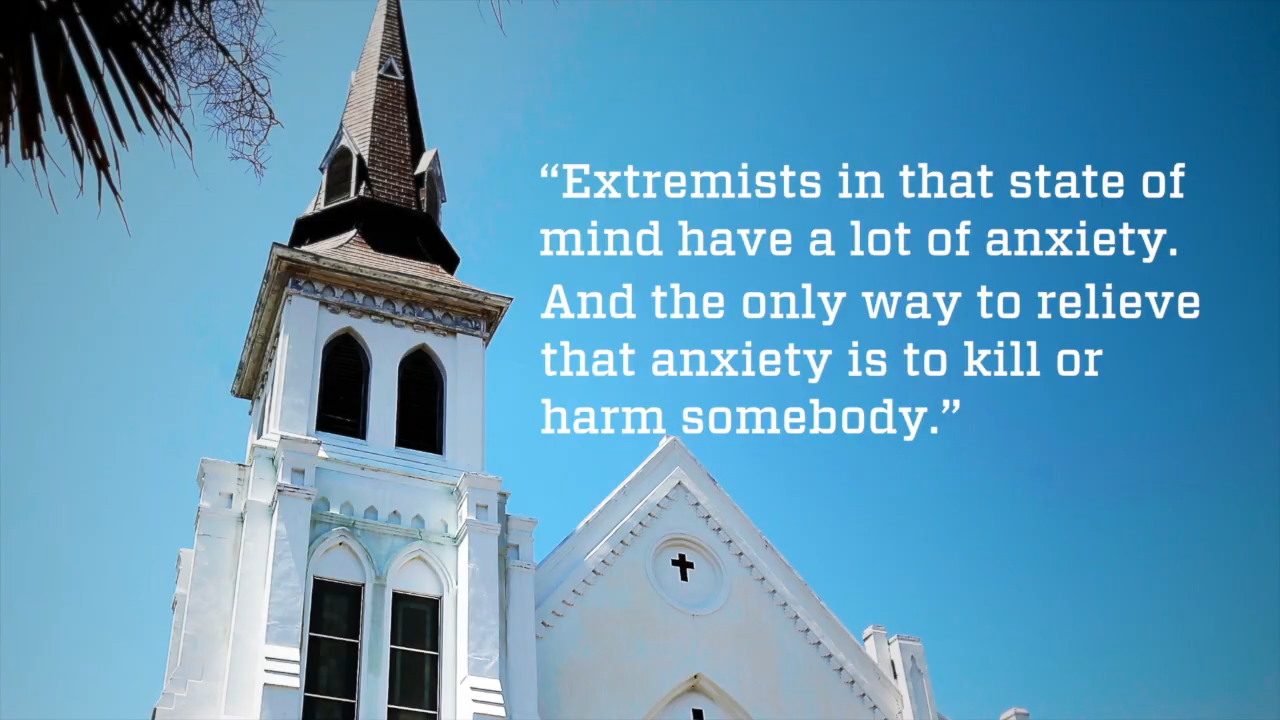 “Extremists in that state of
mind have a lot of anxiety.
And the only way to relieve
that anxiety is to kill or
harm somebody.”